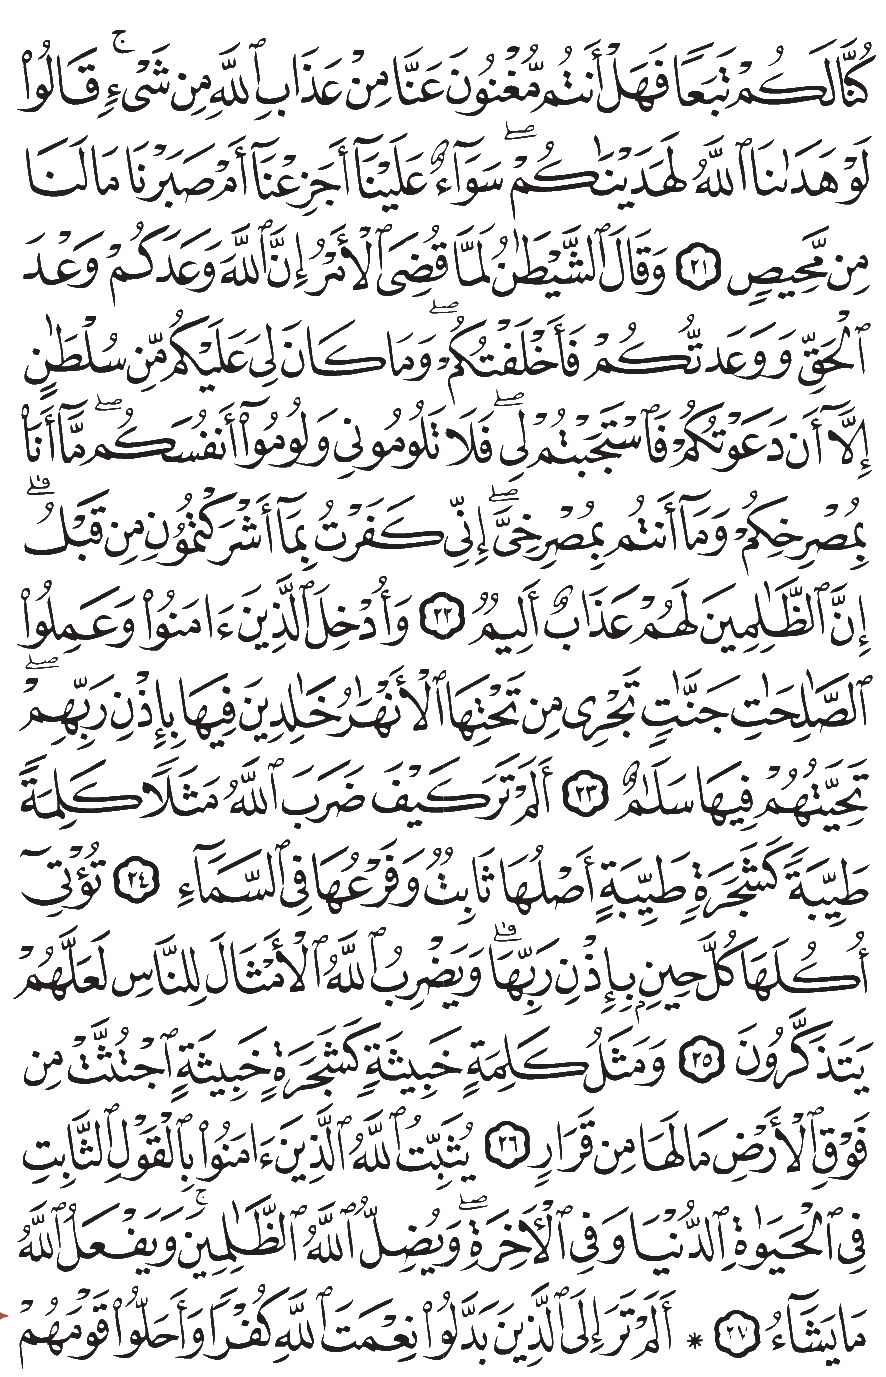 كُنَّا لَكُمْ تَبَعًا فَهَلْ أَنتُم مُّغْنُونَ عَنَّا مِنْ عَذَابِ ٱللَّهِ مِن شَىْءٍۚ قَالُوا۟
لَوْ هَدَىٰنَا ٱللَّهُ لَهَدَيْنَـٰكُمْۖ سَوَآءٌ عَلَيْنَآ أَجَزِعْنَآ أَمْ صَبَرْنَا مَا لَنَا
مِن مَّحِيصٍ ٢١ وَقَالَ ٱلشَّيْطَـٰنُ لَمَّا قُضِىَ ٱلْأَمْرُ إِنَّ ٱللَّهَ وَعَدَكُمْ وَعْدَ
ٱلْحَقِّ وَوَعَدتُّكُمْ فَأَخْلَفْتُكُمْۖ وَمَا كَانَ لِىَ عَلَيْكُم مِّن سُلْطَـٰنٍ
إِلَّآ أَن دَعَوْتُكُمْ فَٱسْتَجَبْتُمْ لِىۖ فَلَا تَلُومُونِى وَلُومُوٓا۟ أَنفُسَكُمۖ مَّآ أَنَا۠
بِمُصْرِخِكُمْ وَمَآ أَنتُم بِمُصْرِخِىَّۖ إِنِّى كَفَرْتُ بِمَآ أَشْرَكْتُمُونِ مِن قَبْلُۗ
إِنَّ ٱلظَّـٰلِمِينَ لَهُمْ عَذَابٌ أَلِيمٌ ٢٢ وَأُدْخِلَ ٱلَّذِينَ ءَامَنُوا۟ وَعَمِلُوا۟
ٱلصَّـٰلِحَـٰتِ جَنَّـٰتٍ تَجْرِى مِن تَحْتِهَا ٱلْأَنْهَـٰرُ خَـٰلِدِينَ فِيهَا بِإِذْنِ رَبِّهِمْۖ
تَحِيَّتُهُمْ فِيهَا سَلَـٰمٌ ٢٣ أَلَمْ تَرَ كَيْفَ ضَرَبَ ٱللَّهُ مَثَلًا كَلِمَةً
طَيِّبَةً كَشَجَرَةٍ طَيِّبَةٍ أَصْلُهَا ثَابِتٌ وَفَرْعُهَا فِى ٱلسَّمَآءِ ٢٤ تُؤْتِىٓ
أُكُلَهَا كُلَّ حِينٍۭ بِإِذْنِ رَبِّهَاۗ وَيَضْرِبُ ٱللَّهُ ٱلْأَمْثَالَ لِلنَّاسِ لَعَلَّهُمْ
يَتَذَكَّرُونَ ٢٥ وَمَثَلُ كَلِمَةٍ خَبِيثَةٍ كَشَجَرَةٍ خَبِيثَةٍ ٱجْتُثَّتْ مِن
فَوْقِ ٱلْأَرْضِ مَا لَهَا مِن قَرَارٍ ٢٦ يُثَبِّتُ ٱللَّهُ ٱلَّذِينَ ءَامَنُوا۟ بِٱلْقَوْلِ ٱلثَّابِتِ
فِى ٱلْحَيَوٰةِ ٱلدُّنْيَا وَفِى ٱلْـَٔاخِرَةِۖ وَيُضِلُّ ٱللَّهُ ٱلظَّـٰلِمِينَۚ وَيَفْعَلُ ٱللَّهُ
مَا يَشَآءُ ٢٧ * أَلَمْ تَرَ إِلَى ٱلَّذِينَ بَدَّلُوا۟ نِعْمَتَ ٱللَّهِ كُفْرًا وَأَحَلُّوا۟ قَوْمَهُمْ